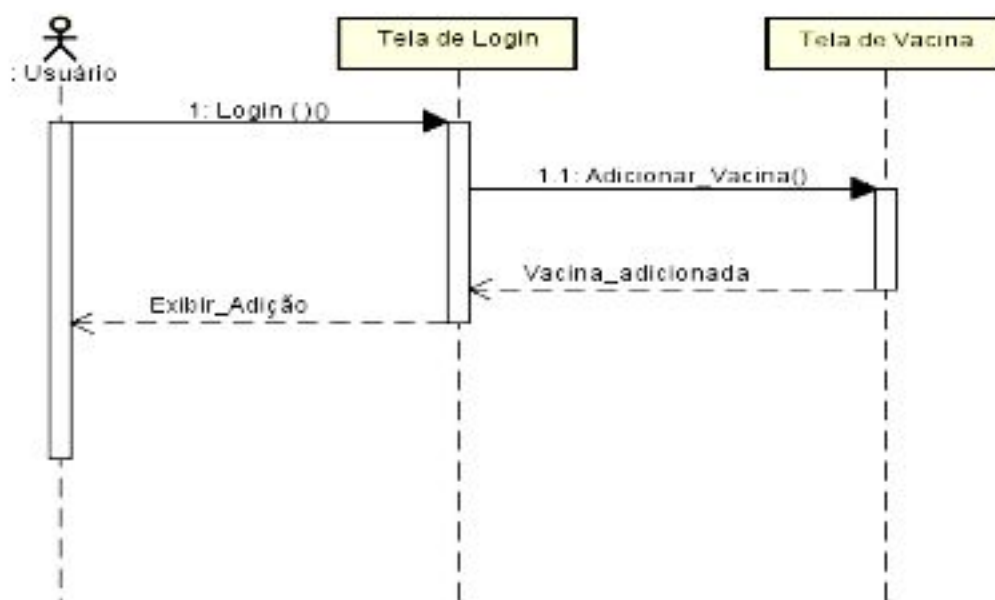 : Usuário
Tela de Login
Tela de Vacina
1: Login ( )()
1.1: Adicionar_Vacina()
Vacina_adicionada
Exibir_Adição